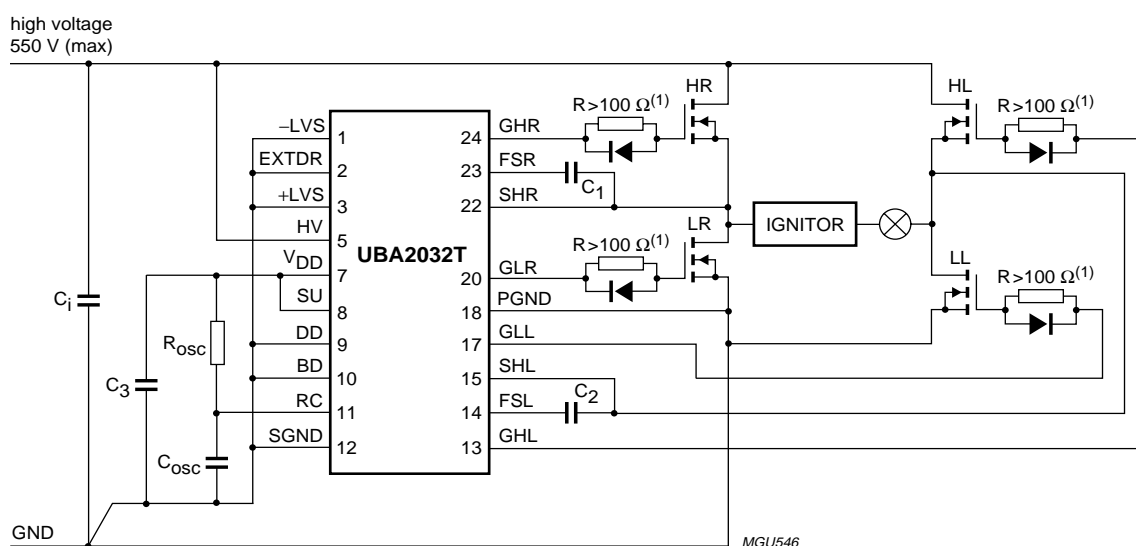 high voltage
550 V (max)
HR
HL
R>100 Ω(1)
R>100 Ω(1)
−LVS
1
24
GHR
EXTDR
2
23
FSR
C1
+LVS
3
22
SHR
IGNITOR
HV
5
UBA2032T
LR
LL
R>100 Ω(1)
R>100 Ω(1)
VDD
7
20
GLR
SU
8
18
PGND
Ci
Rosc
DD
9
17
GLL
C3
BD
10
15
SHL
C2
RC
11
14
FSL
SGND
12
13
GHL
Cosc
GND
MGU546